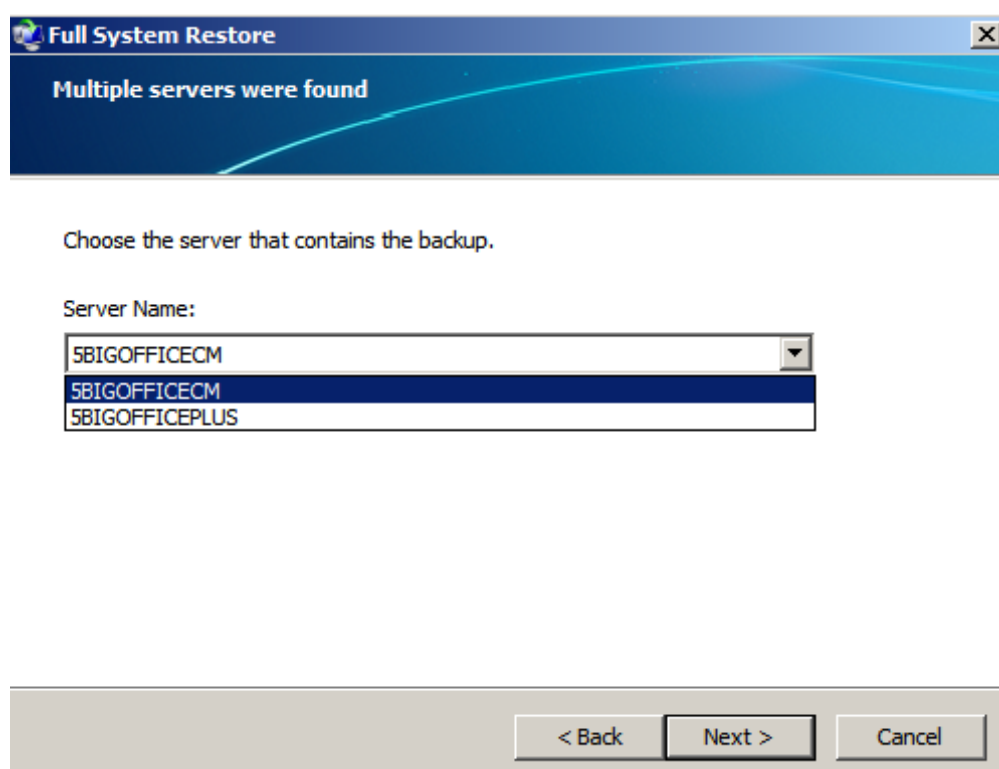 Full System Restore
Multiple servers were found
Choose the server that contains the backup.
Server Name:
5BIGOFFICECM
5BIGOFFICECM
5BIGOFFICEPLUS
< Back Next > Cancel